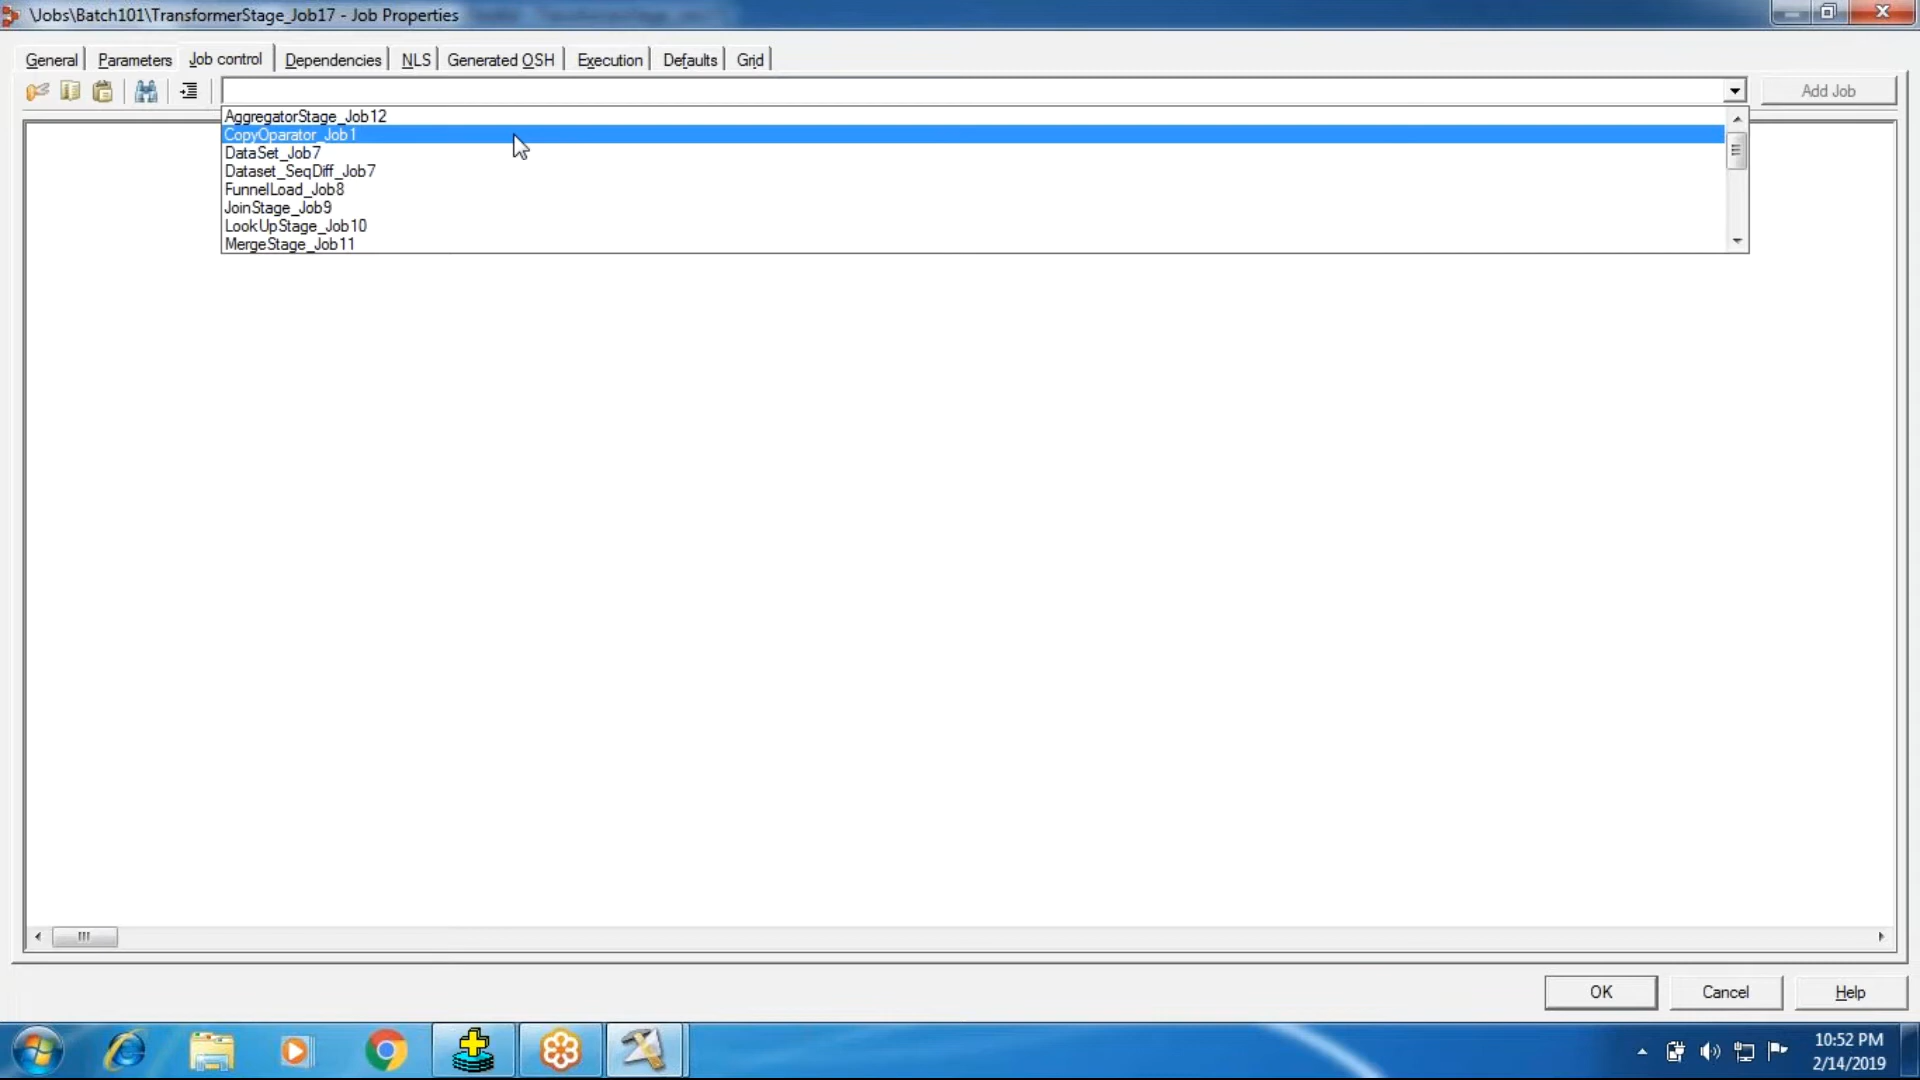 \Jobs\Batch101\TransformerStage_Job17 - Job Properties
General Parameters Job control Dependencies NLS Generated OSH Execution Defaults Grid
Add Job
AggregatorStage_Job12
CopyOparator_Job1
DataSet_Job7
Dataset_SeqDiff_Job7
FunnelLoad_Job8
JoinStage_Job9
LookUpStage_Job10
MergeStage_Job11
OK Cancel Help
10:52 PM
2/14/2019